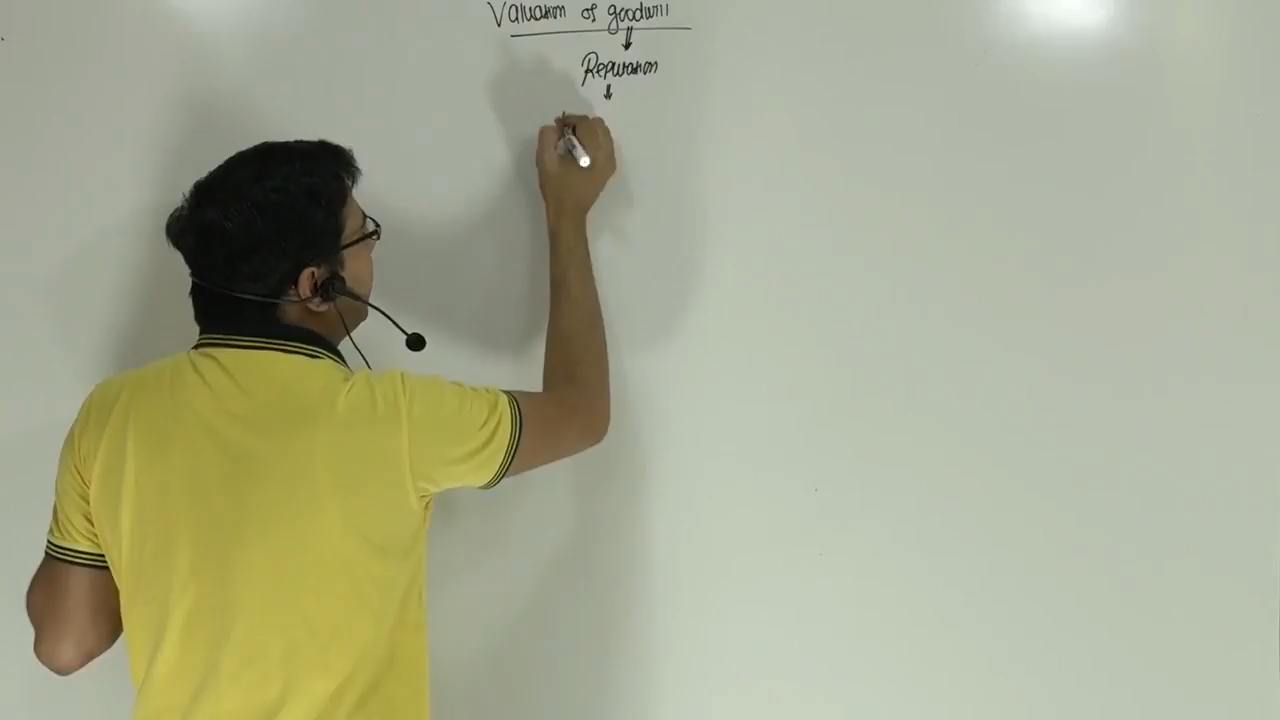 Valuation of goodwill
⇓
Reputation
⇓